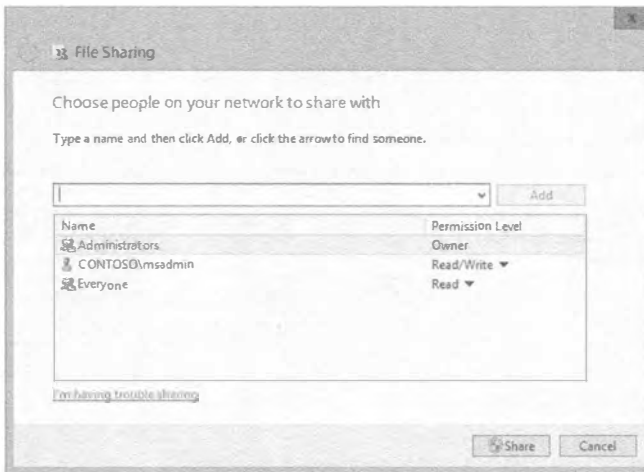 File Sharing
Choose people on your network to share with
Type a name and then click Add, or click the arrow to find someone.
Add
Name Permission Level
Administrators Owner
CONTOSO\msadmin Read/Write
Everyone Read
I'm having trouble sharing
Share Cancel